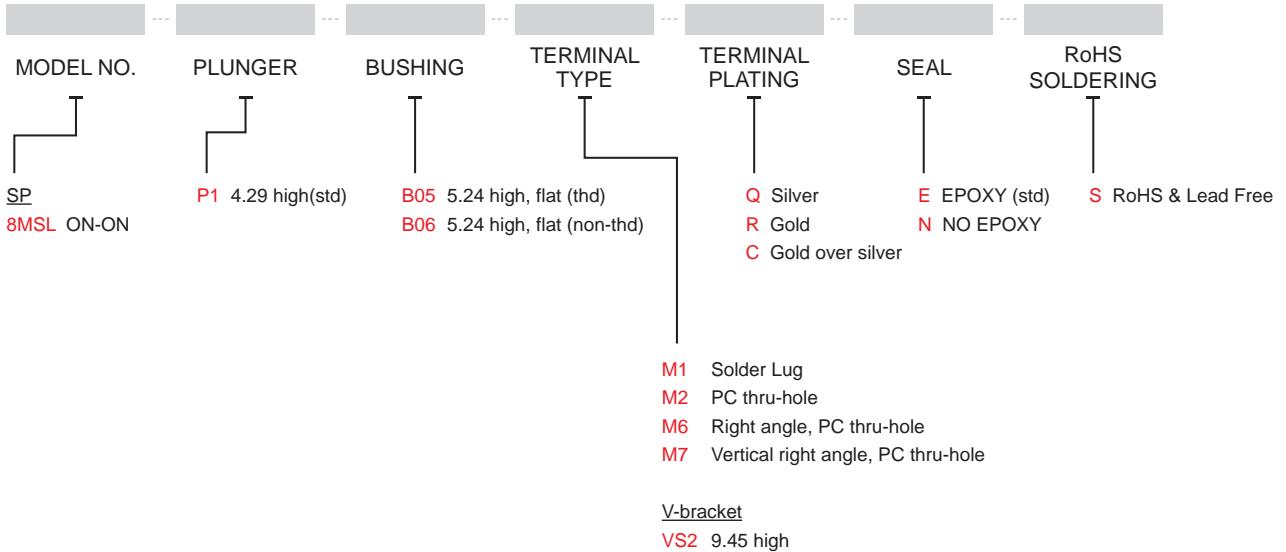 MODEL NO.
PLUNGER
BUSHING
TERMINAL
TYPE
TERMINAL
PLATING
SEAL
RoHS
SOLDERING
SP
8MSL ON-ON
P1 4.29 high(std)
B05 5.24 high, flat (thd)
B06 5.24 high, flat (non-thd)
Q Silver
R Gold
C Gold over silver
E EPOXY (std)
N NO EPOXY
S RoHS & Lead Free
M1 Solder Lug
M2 PC thru-hole
M6 Right angle, PC thru-hole
M7 Vertical right angle, PC thru-hole
V-bracket
VS2 9.45 high